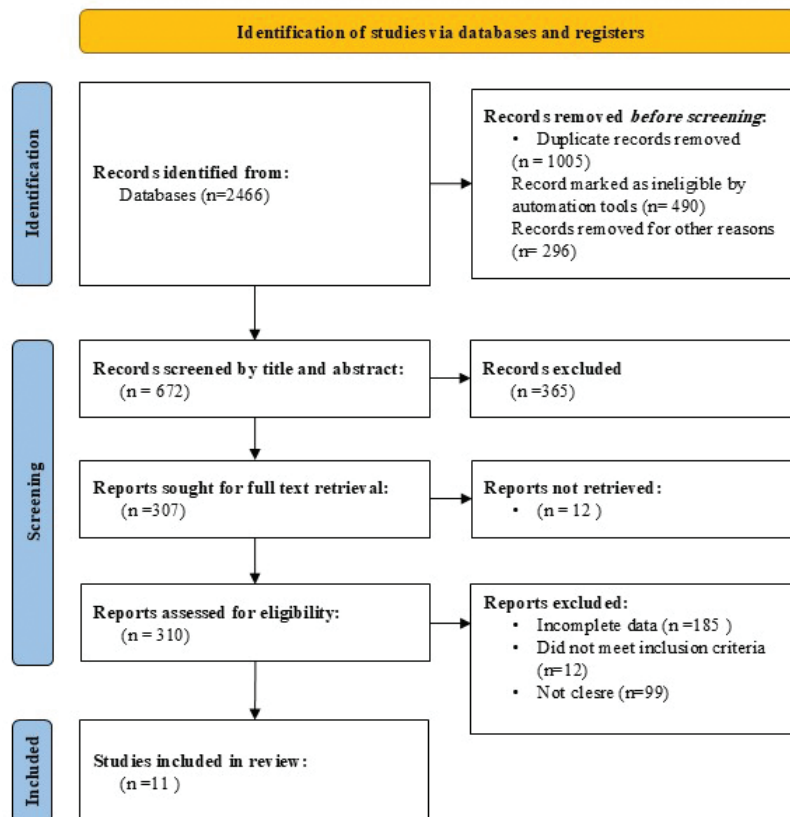 Identification of studies via databases and registers
Identification
Records identified from:
Databases (n=2466)
Records removed before screening:
• Duplicate records removed
(n = 1005)
Record marked as ineligible by
automation tools (n= 490)
Records removed for other reasons
(n= 296)
Screening
Records screened by title and abstract:
(n = 672)
Records excluded
(n =365)
Reports sought for full text retrieval:
(n =307)
Reports not retrieved:
• (n = 12 )
Reports assessed for eligibility:
(n = 310)
Reports excluded:
• Incomplete data (n =185 )
• Did not meet inclusion criteria
(n=12)
• Not clesre (n=99)
Included
Studies included in review:
(n =11 )